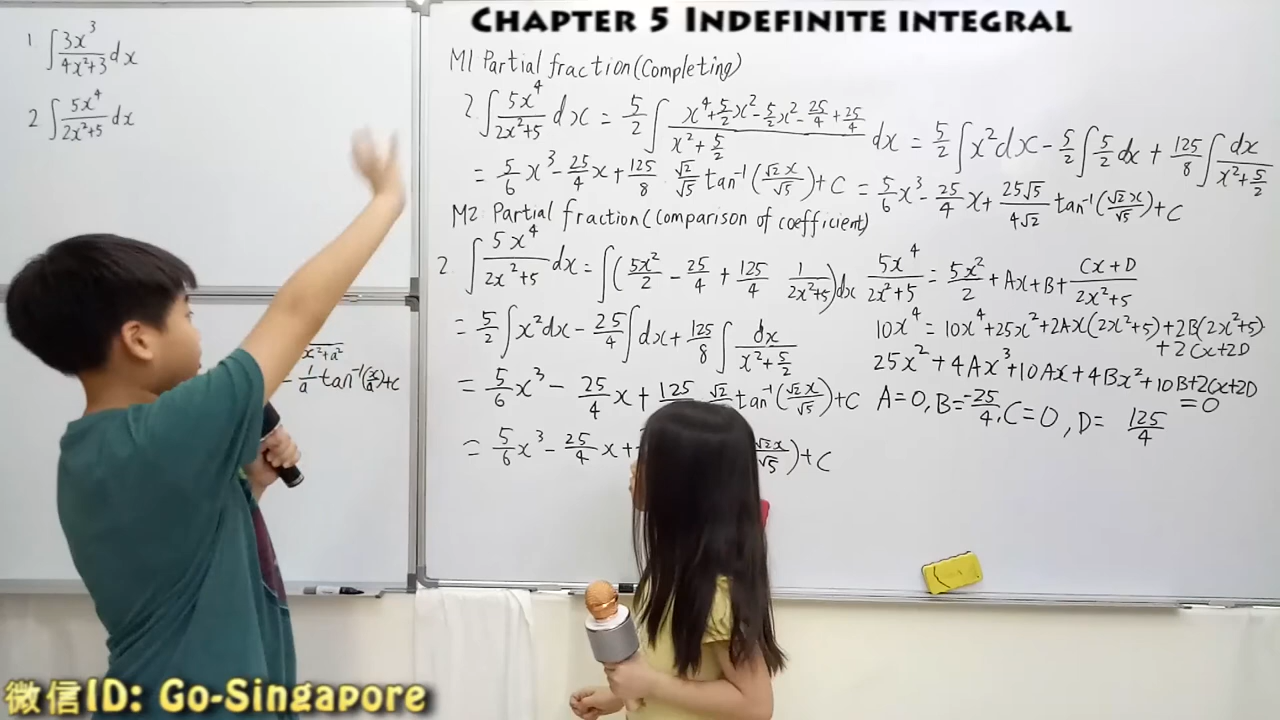 CHAPTER 5 INDEFINITE INTEGRAL
1 ∫ 3x³/(4x²+3) dx
2 ∫ 5x⁴/(2x²+5) dx
x²+a²
1/a tan⁻¹(x/a)+c
M1 Partial fraction (Completing)
2. ∫ 5x⁴/(2x²+5) dx = 5/2 ∫ (x⁴+5/2x²-5/2x²-25/4+25/4)/(x²+5/2) dx = 5/2 ∫x²dx - 5/2 ∫ 5/2 dx + 125/8 ∫ dx/(x²+5/2)
= 5/6 x³ - 25/4 x + 125/8 √2/√5 tan⁻¹(√2x/√5)+C = 5/6 x³ - 25/4 x + 25√5/4√2 tan⁻¹(√2x/√5)+C
M2 Partial fraction (comparison of coefficient)
2. ∫ 5x⁴/(2x²+5) dx = ∫(5x²/2 - 25/4 + 125/4 1/(2x²+5))dx
= 5/2 ∫x²dx - 25/4 ∫dx + 125/8 ∫ dx/(x²+5/2)
= 5/6 x³ - 25/4 x + 125 √2 tan⁻¹(√2x/√5)+C
= 5/6 x³ - 25/4 x + √2x/√5)+C
5x⁴/(2x²+5) = 5x²/2 + Ax+B+ (Cx+D)/(2x²+5)
10x⁴ = 10x⁴+25x²+2Ax(2x²+5)+2B(2x²+5)
+2Cx+2D
25x²+4Ax³+10Ax+4Bx²+10B+2Cx+2D
=0
A=0, B=-25/4, C=0, D= 125/4
微信ID: Go-Singapore